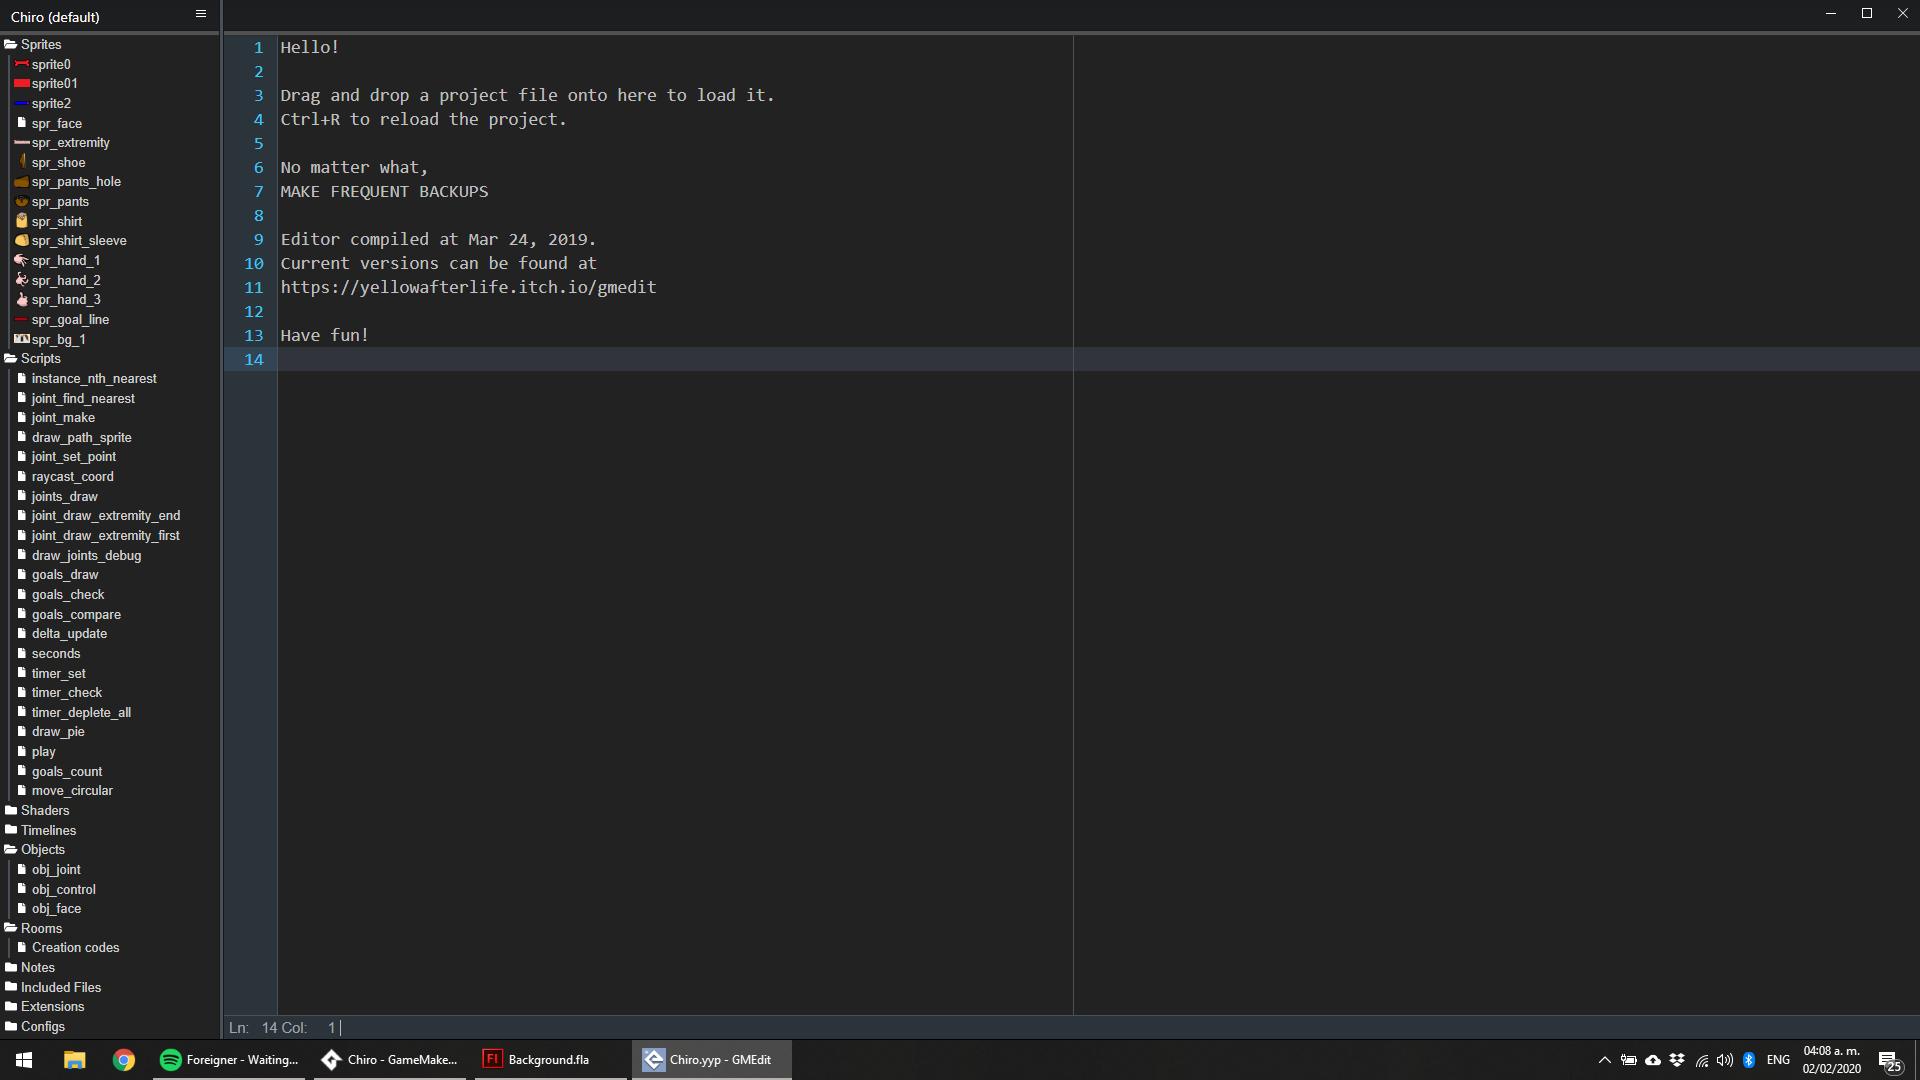 Chiro (default)
Sprites
sprite0
sprite01
sprite2
spr_face
spr_extremity
spr_shoe
spr_pants_hole
spr_pants
spr_shirt
spr_shirt_sleeve
spr_hand_1
spr_hand_2
spr_hand_3
spr_goal_line
spr_bg_1
Scripts
instance_nth_nearest
joint_find_nearest
joint_make
draw_path_sprite
joint_set_point
raycast_coord
joints_draw
joint_draw_extremity_end
joint_draw_extremity_first
draw_joints_debug
goals_draw
goals_check
goals_compare
delta_update
seconds
timer_set
timer_check
timer_deplete_all
draw_pie
play
goals_count
move_circular
Shaders
Timelines
Objects
obj_joint
obj_control
obj_face
Rooms
Creation codes
Notes
Included Files
Extensions
Configs
1 Hello!
2
3 Drag and drop a project file onto here to load it.
4 Ctrl+R to reload the project.
5
6 No matter what,
7 MAKE FREQUENT BACKUPS
8
9 Editor compiled at Mar 24, 2019.
10 Current versions can be found at
11 https://yellowafterlife.itch.io/gmedit
12
13 Have fun!
14
Ln: 14 Col: 1
Foreigner - Waiting...
Chiro - GameMake...
Fl
Background.fla
Chiro.yyp - GMEdit
ENG
04:08 a. m.
02/02/2020
25